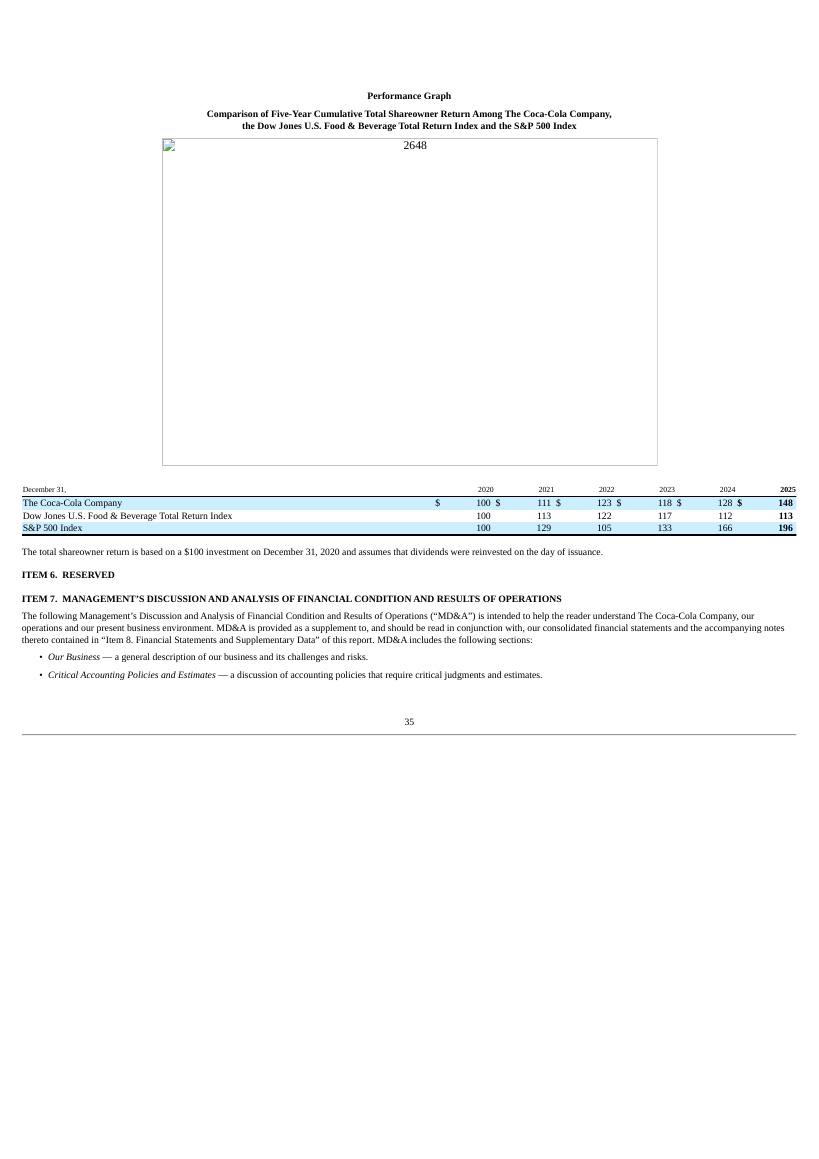 Performance Graph
Comparison of Five-Year Cumulative Total Shareowner Return Among The Coca-Cola Company,
the Dow Jones U.S. Food & Beverage Total Return Index and the S&P 500 Index
2648
December 31, 2020 2021 2022 2023 2024 2025
The Coca-Cola Company $ 100 $ 111 $ 123 $ 118 $ 128 $ 148
Dow Jones U.S. Food & Beverage Total Return Index 100 113 122 117 112 113
S&P 500 Index 100 129 105 133 166 196
The total shareowner return is based on a $100 investment on December 31, 2020 and assumes that dividends were reinvested on the day of issuance.
ITEM 6. RESERVED
ITEM 7. MANAGEMENT’S DISCUSSION AND ANALYSIS OF FINANCIAL CONDITION AND RESULTS OF OPERATIONS
The following Management’s Discussion and Analysis of Financial Condition and Results of Operations (“MD&A”) is intended to help the reader understand The Coca-Cola Company, our
operations and our present business environment. MD&A is provided as a supplement to, and should be read in conjunction with, our consolidated financial statements and the accompanying notes
thereto contained in “Item 8. Financial Statements and Supplementary Data” of this report. MD&A includes the following sections:
• Our Business — a general description of our business and its challenges and risks.
• Critical Accounting Policies and Estimates — a discussion of accounting policies that require critical judgments and estimates.
35